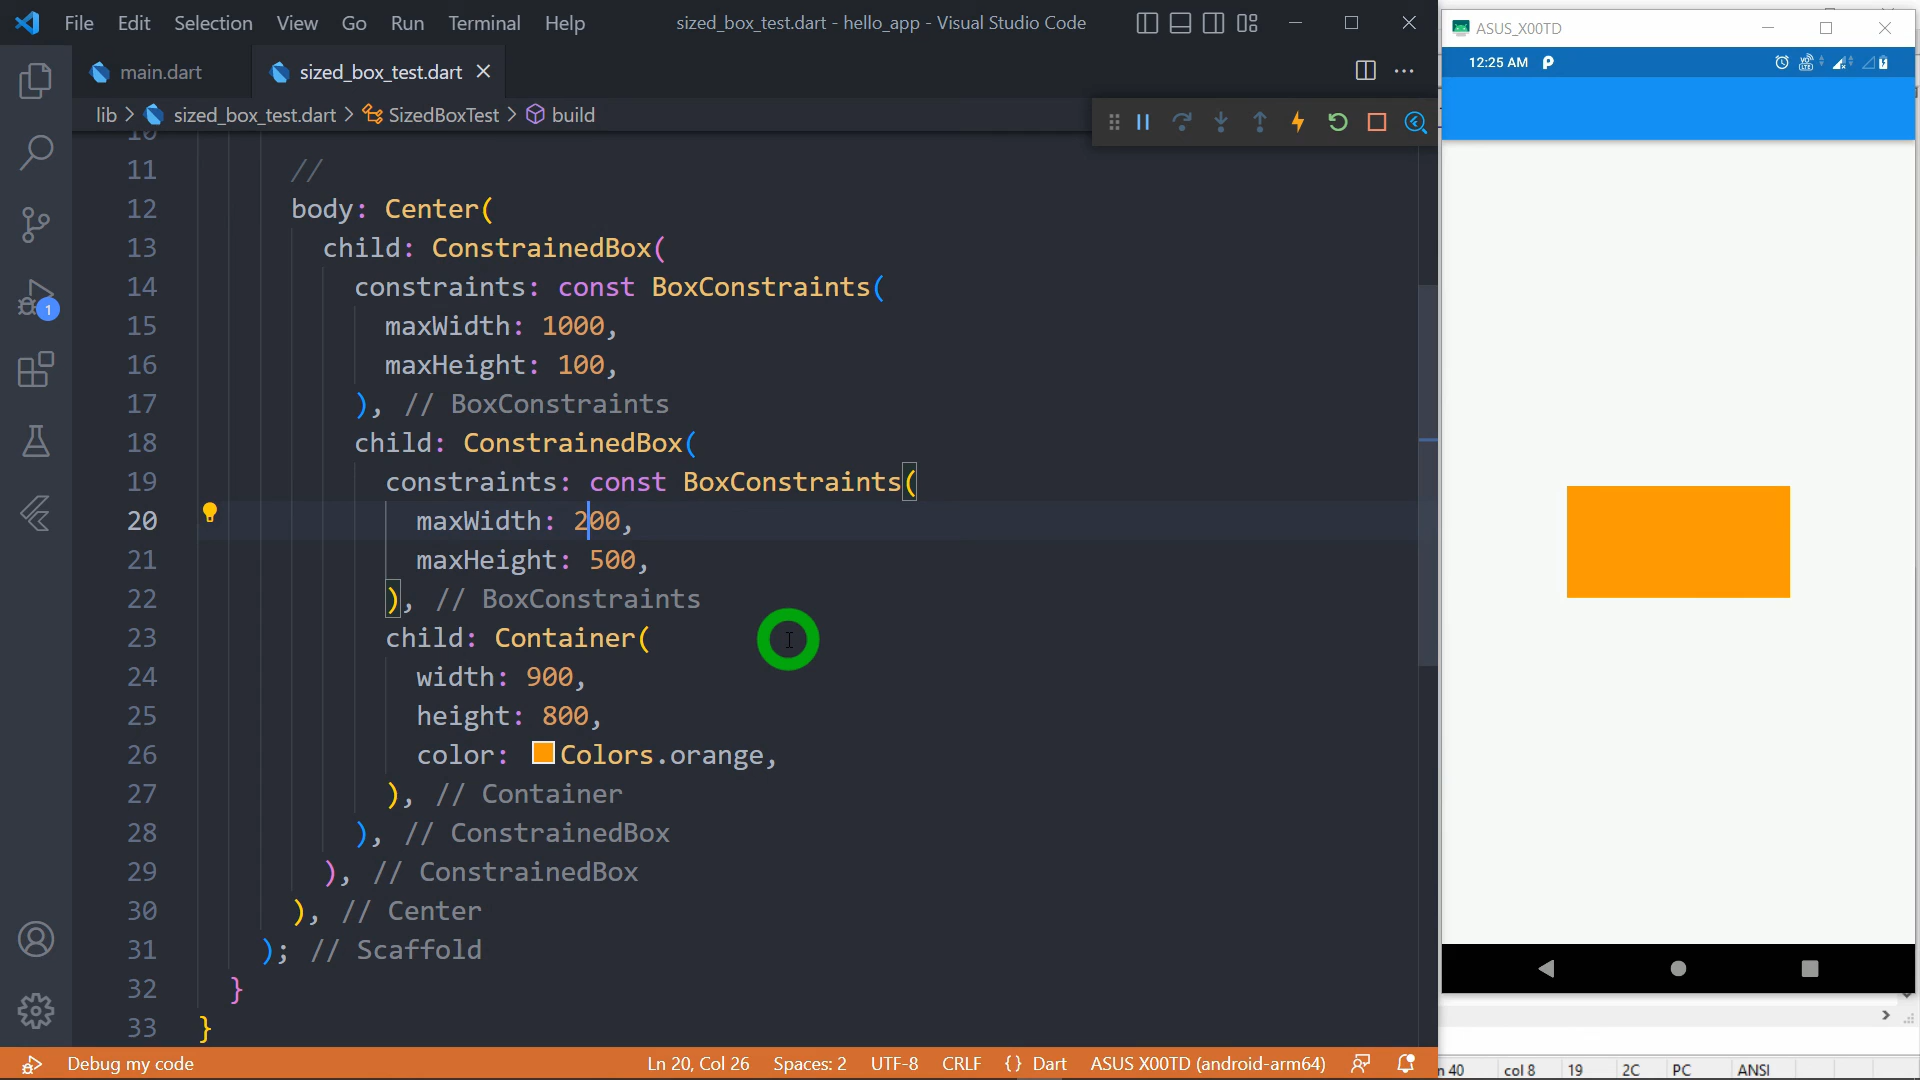 File Edit Selection View Go Run Terminal Help sized_box_test.dart - hello_app - Visual Studio Code
main.dart sized_box_test.dart
lib > sized_box_test.dart > SizedBoxTest > build
10
11 //
12 body: Center(
13 child: ConstrainedBox(
14 constraints: const BoxConstraints(
15 maxWidth: 1000,
16 maxHeight: 100,
17 ), // BoxConstraints
18 child: ConstrainedBox(
19 constraints: const BoxConstraints(
20 maxWidth: 200,
21 maxHeight: 500,
22 ), // BoxConstraints
23 child: Container(
24 width: 900,
25 height: 800,
26 color: Colors.orange,
27 ), // Container
28 ), // ConstrainedBox
29 ), // ConstrainedBox
30 ), // Center
31 ); // Scaffold
32 }
33 }
1
Debug my code Ln 20, Col 26 Spaces: 2 UTF-8 CRLF {} Dart ASUS X00TD (android-arm64)
ASUS_X00TD
12:25 AM
n 40 col 8 19 2C PC ANSI